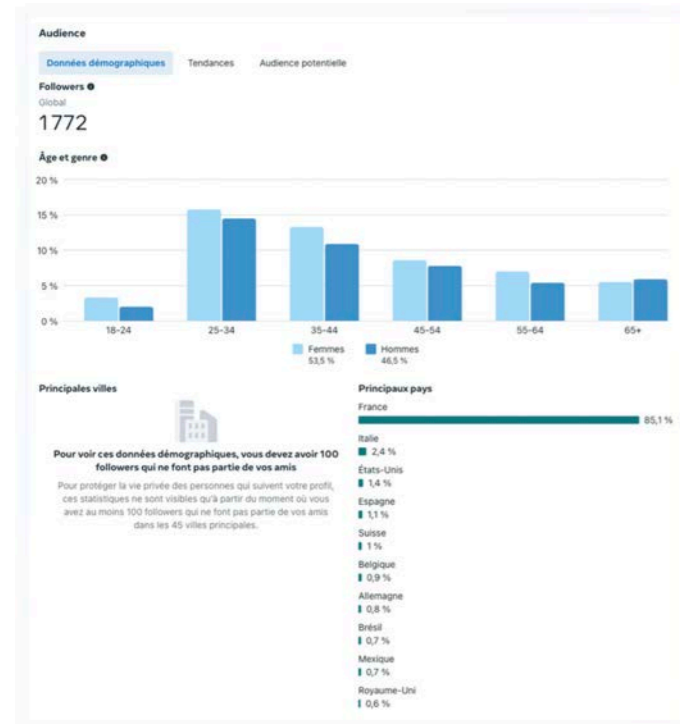 Audience
Données démographiques Tendances Audience potentielle
Followers
Global
1772
Âge et genre
20 %
15 %
10 %
5 %
0 %
18-24 25-34 35-44 45-54 55-64 65+
Femmes Hommes
53,5 % 46,5 %
Principales villes
Pour voir ces données démographiques, vous devez avoir 100
followers qui ne font pas partie de vos amis
Pour protéger la vie privée des personnes qui suivent votre profil,
ces statistiques ne sont visibles qu'à partir du moment où vous
avez au moins 100 followers qui ne font pas partie de vos amis
dans les 45 villes principales.
Principaux pays
France
85,1 %
Italie
2,4 %
États-Unis
1,4 %
Espagne
1,1 %
Suisse
1 %
Belgique
0,9 %
Allemagne
0,8 %
Brésil
0,7 %
Mexique
0,7 %
Royaume-Uni
0,6 %